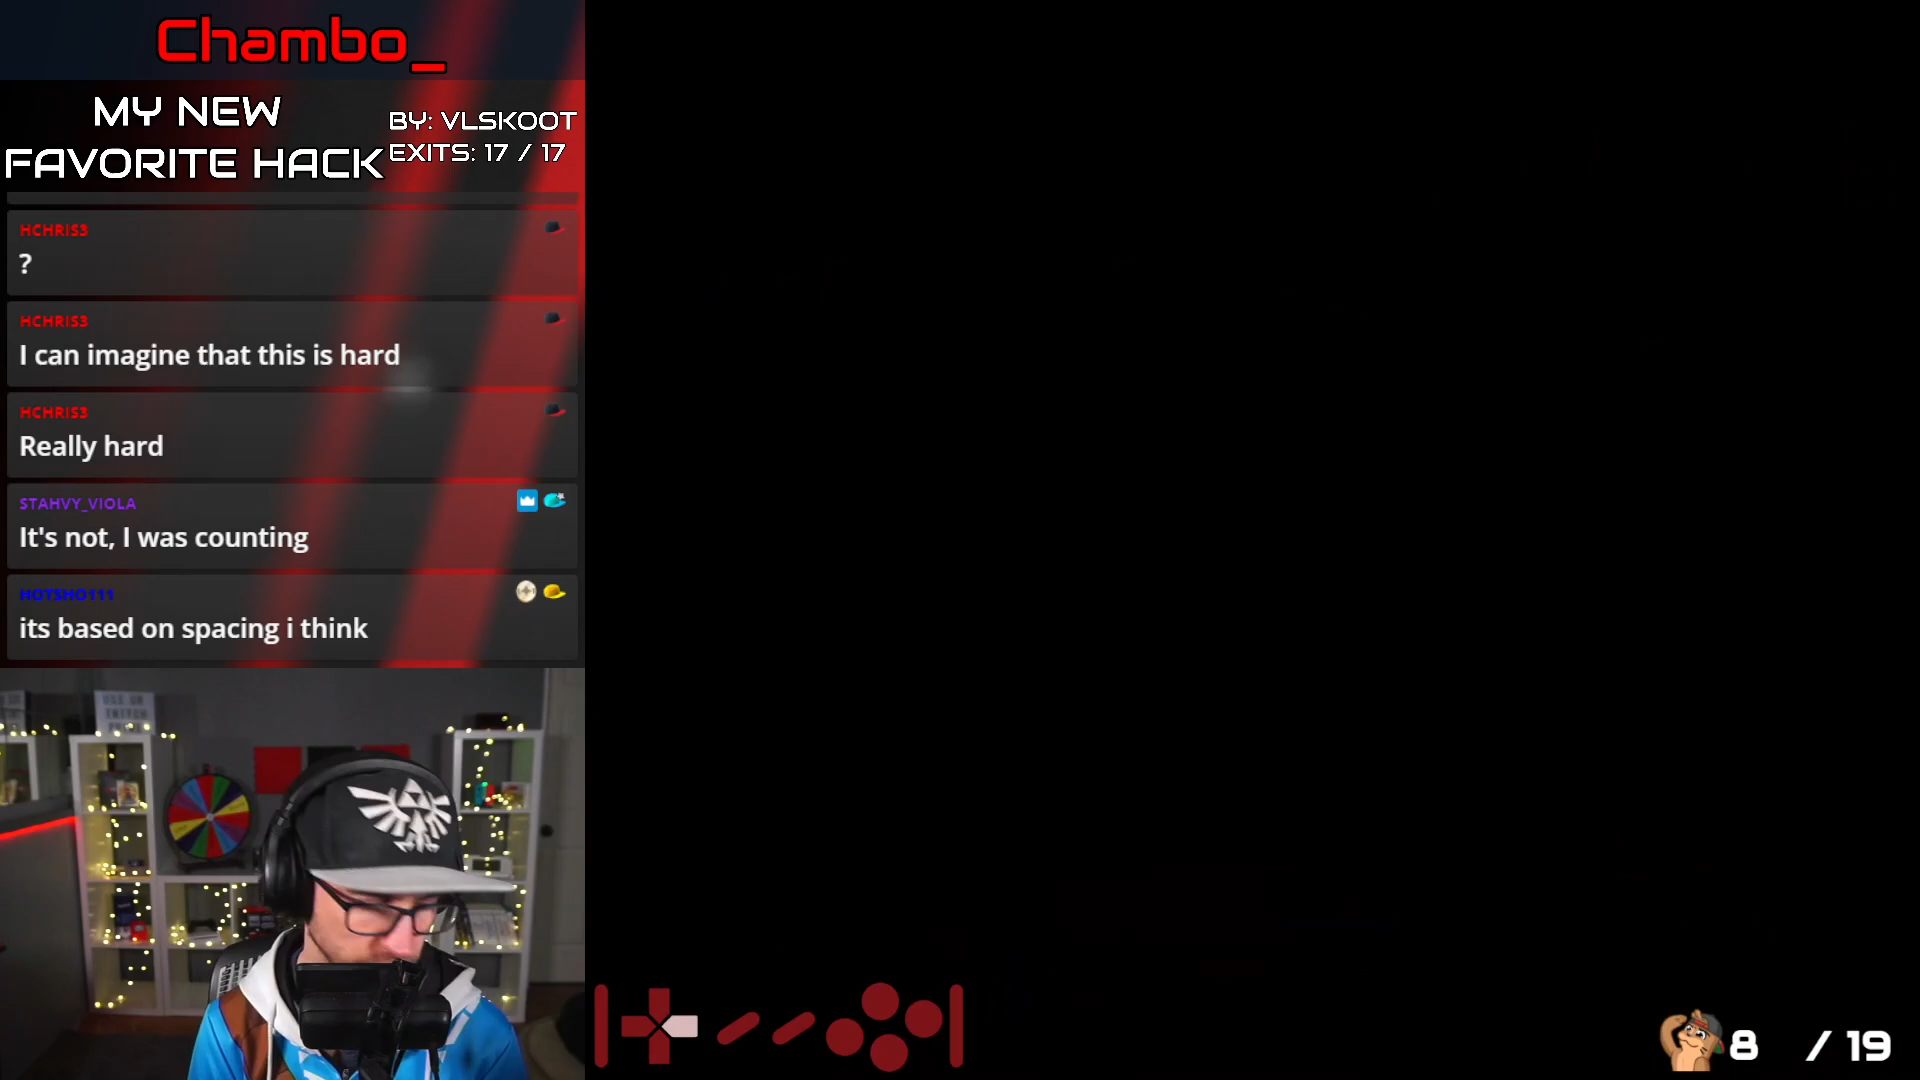 Chambo_
MY NEW
FAVORITE HACK
BY: VLSKOOT
EXITS: 17 / 17
HCHRIS3
?
HCHRIS3
I can imagine that this is hard
HCHRIS3
Really hard
STAHVY_VIOLA
It's not, I was counting
HOTSHO111
its based on spacing i think
8 / 19